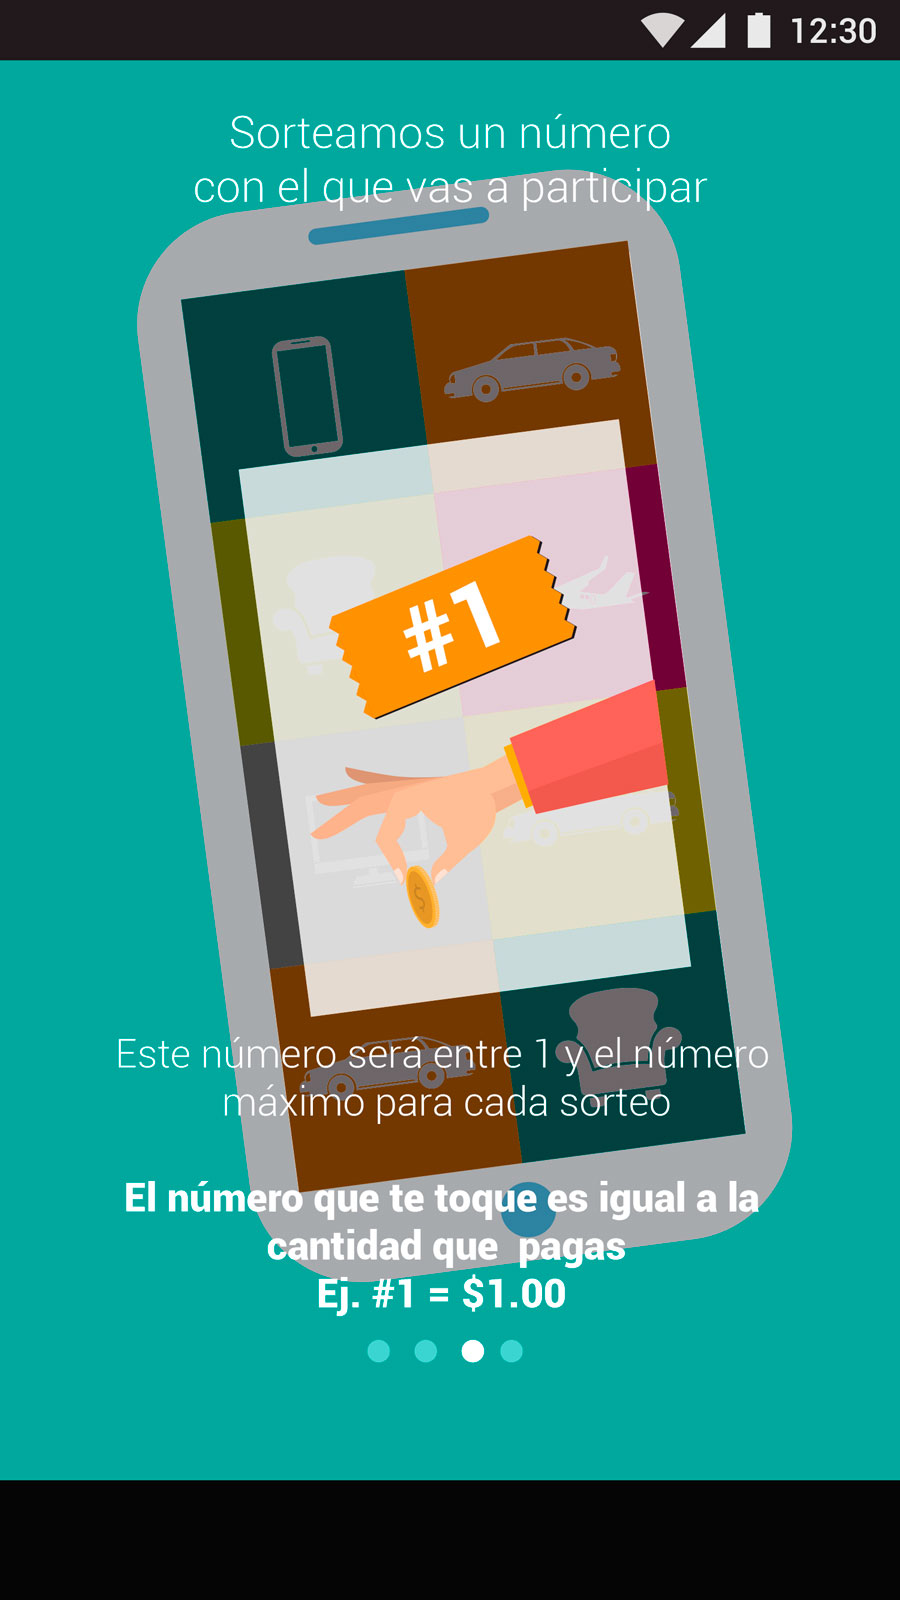 12:30
Sorteamos un número
con el que vas a participar
#1
$
Este número será entre 1 y el número
máximo para cada sorteo
El número que te toque es igual a la
cantidad que  pagas
Ej. #1 = $1.00